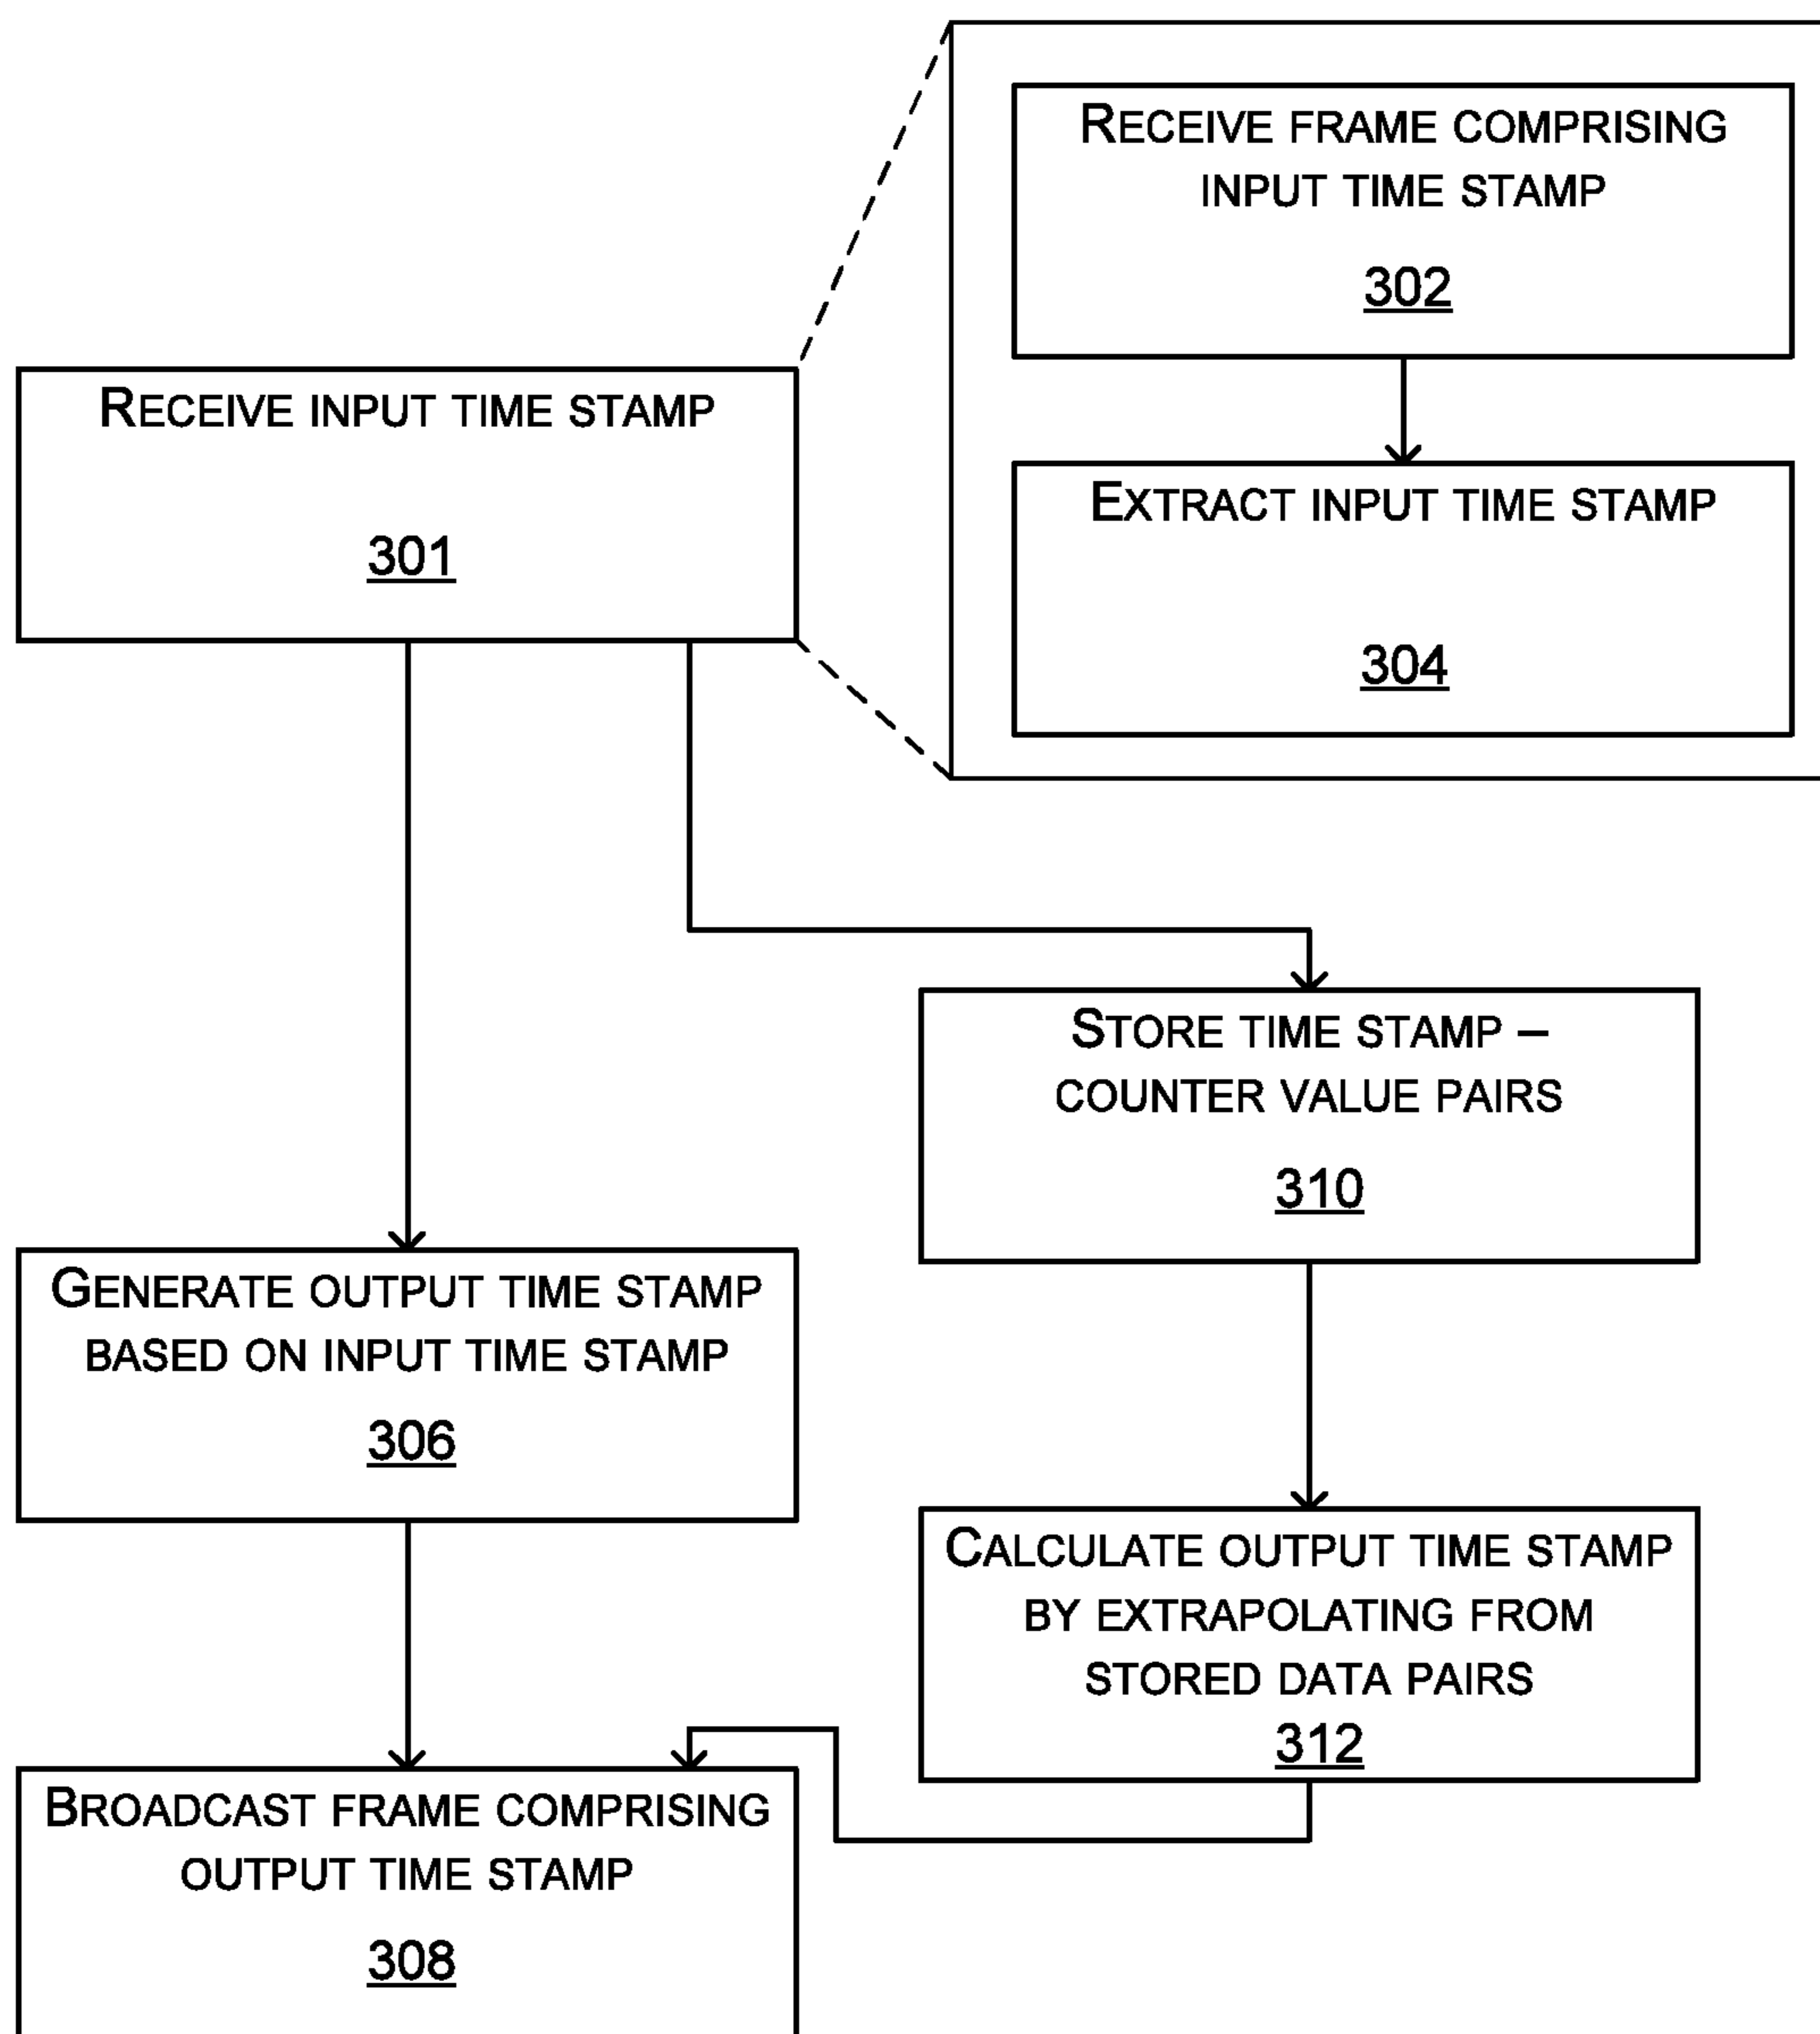 RECEIVE FRAME COMPRISING
INPUT TIME STAMP
302
RECEIVE INPUT TIME STAMP
301
EXTRACT INPUT TIME STAMP
304
STORE TIME STAMP –
COUNTER VALUE PAIRS
310
GENERATE OUTPUT TIME STAMP
BASED ON INPUT TIME STAMP
306
CALCULATE OUTPUT TIME STAMP
BY EXTRAPOLATING FROM
STORED DATA PAIRS
312
BROADCAST FRAME COMPRISING
OUTPUT TIME STAMP
308